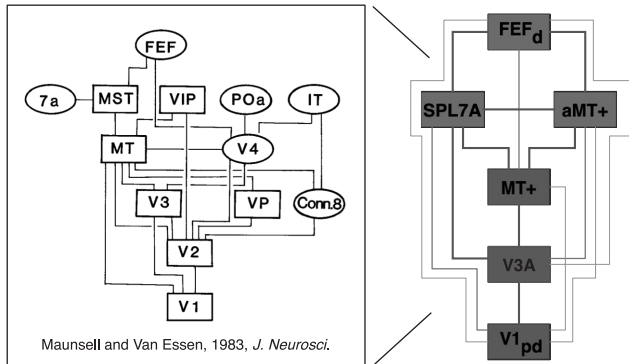 FEF
7a
MST
VIP
POa
IT
MT
V4
V3
VP
Conn.8
V2
V1
Maunsell and Van Essen, 1983, J. Neurosci.
FEFd
SPL7A
aMT+
MT+
V3A
V1pd